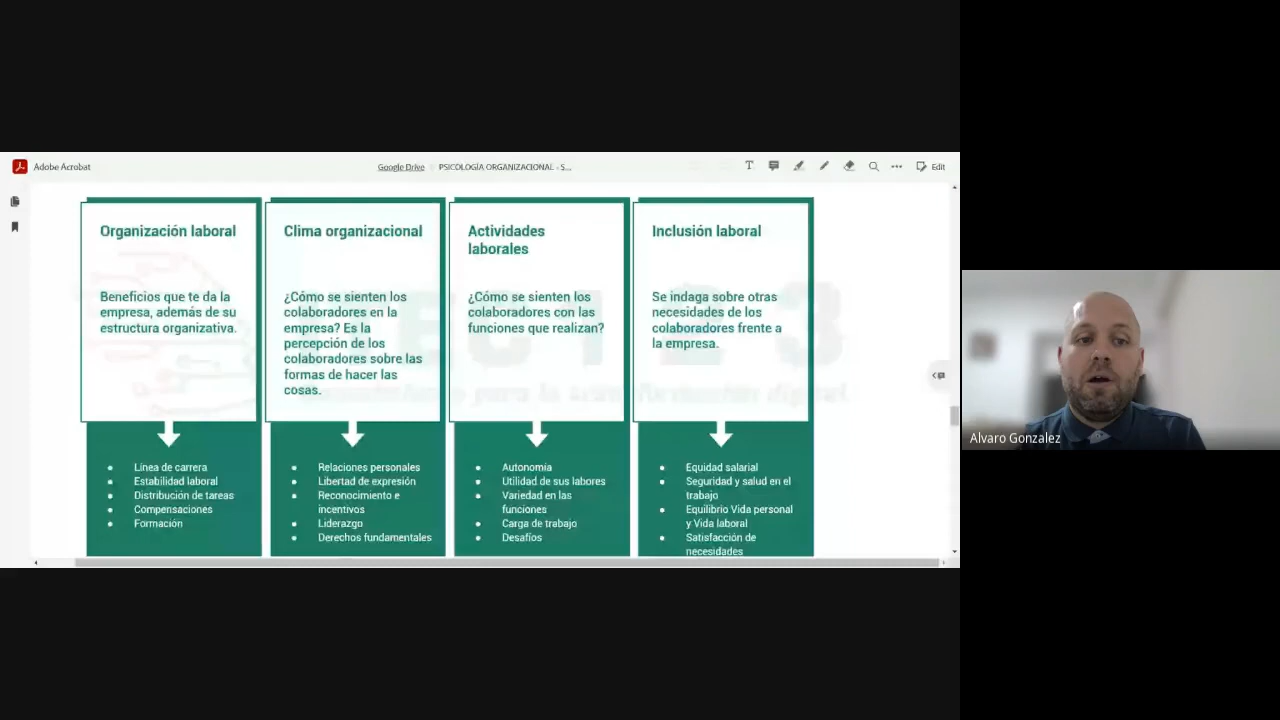 Adobe Acrobat
Google Drive
PSICOLOGÍA ORGANIZACIONAL - S...
Edit
Organización laboral
Beneficios que te da la
empresa, además de su
estructura organizativa.
Línea de carrera
Estabilidad laboral
Distribución de tareas
Compensaciones
Formación
Clima organizacional
¿Cómo se sienten los
colaboradores en la
empresa? Es la
percepción de los
colaboradores sobre las
formas de hacer las
cosas.
Relaciones personales
Libertad de expresión
Reconocimiento e
incentivos
Liderazgo
Derechos fundamentales
Actividades
laborales
¿Cómo se sienten los
colaboradores con las
funciones que realizan?
Autonomía
Utilidad de sus labores
Variedad en las
funciones
Carga de trabajo
Desafíos
Inclusión laboral
Se indaga sobre otras
necesidades de los
colaboradores frente a
la empresa.
Equidad salarial
Seguridad y salud en el
trabajo
Equilibrio Vida personal
y Vida laboral
Satisfacción de
necesidades
Alvaro Gonzalez